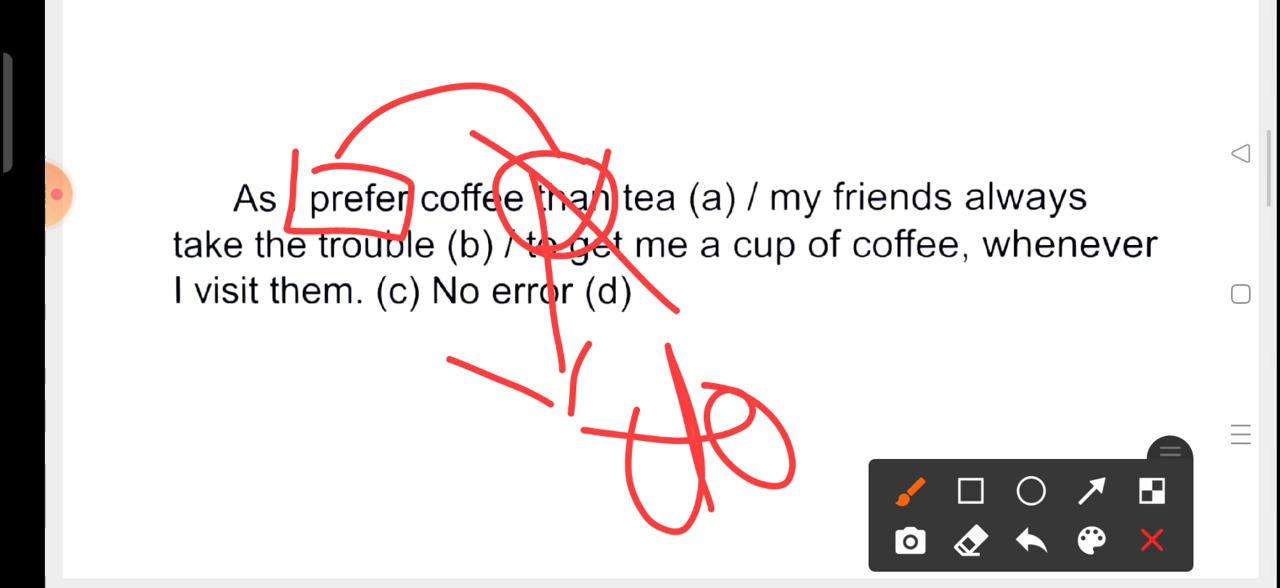 As I prefer coffee than tea (a) / my friends always
take the trouble (b) / to get me a cup of coffee, whenever
I visit them. (c) No error (d)
to